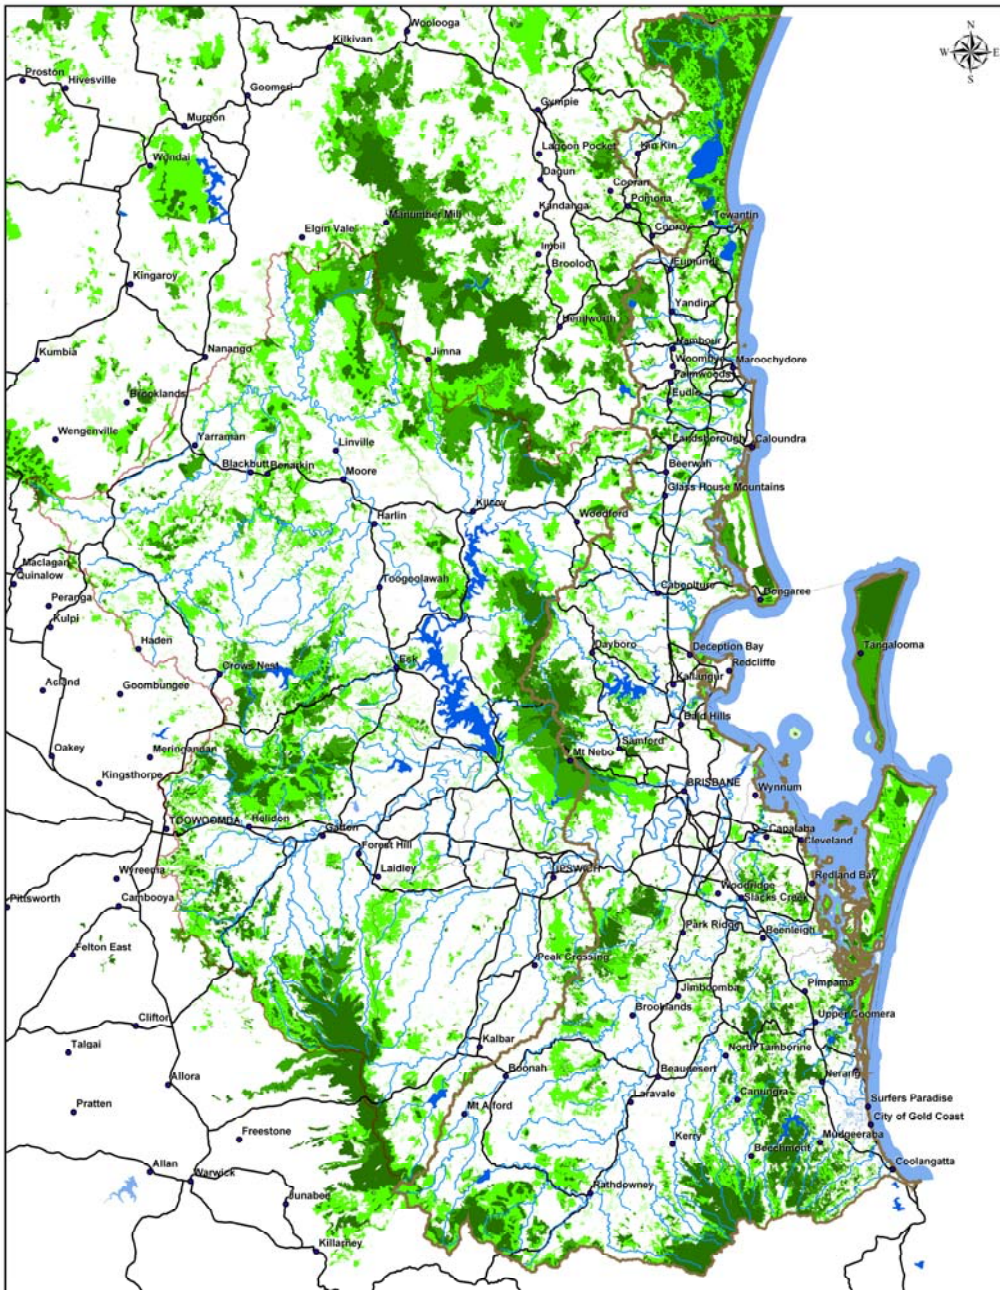 Woolooga
Kilkivan
N
W
E
S
Proston
Hivesville
Goomeri
Gympie
Murgon
Lagoon Pocket
Kin Kin
Wondai
Dagun
Cooran
Pomona
Kandanga
Manumbar Mill
Tewantin
Elgin Vale
Cooroy
Imbil
Brooloo
Eumundi
Kingaroy
Yandina
Kenilworth
Nambour
Kumbia
Nanango
Jimna
Woombye
Maroochydore
Palmwoods
Eudlo
Brooklands
Wengenville
Yarraman
Linville
Landsborough
Caloundra
Blackbutt
Benarkin
Moore
Beerwah
Glass House Mountains
Kilcoy
Harlin
Woodford
Maclagan
Quinalow
Toogoolawah
Caboolture
Bongaree
Peranga
Kulpi
Haden
Dayboro
Deception Bay
Tangalooma
Crows Nest
Esk
Redcliffe
Kallangur
Acland
Goombungee
Bald Hills
Oakey
Meringandan
Samford
Mt Nebo
Kingsthorpe
BRISBANE
Wynnum
TOOWOOMBA
Helidon
Gatton
Capalaba
Cleveland
Forest Hill
Wyreema
Laidley
IPSWICH
Redland Bay
Pittsworth
Cambooya
Woodridge
Slacks Creek
Park Ridge
Beenleigh
Felton East
Peak Crossing
Jimboomba
Pimpama
Brooklands
Clifton
Upper Coomera
Talgai
Kalbar
North Tamborine
Allora
Boonah
Beaudesert
Nerang
Pratten
Mt Alford
Laravale
Canungra
Surfers Paradise
City of Gold Coast
Freestone
Kerry
Mudgeeraba
Beechmont
Allan
Warwick
Coolangatta
Junabee
Rathdowney
Killarney